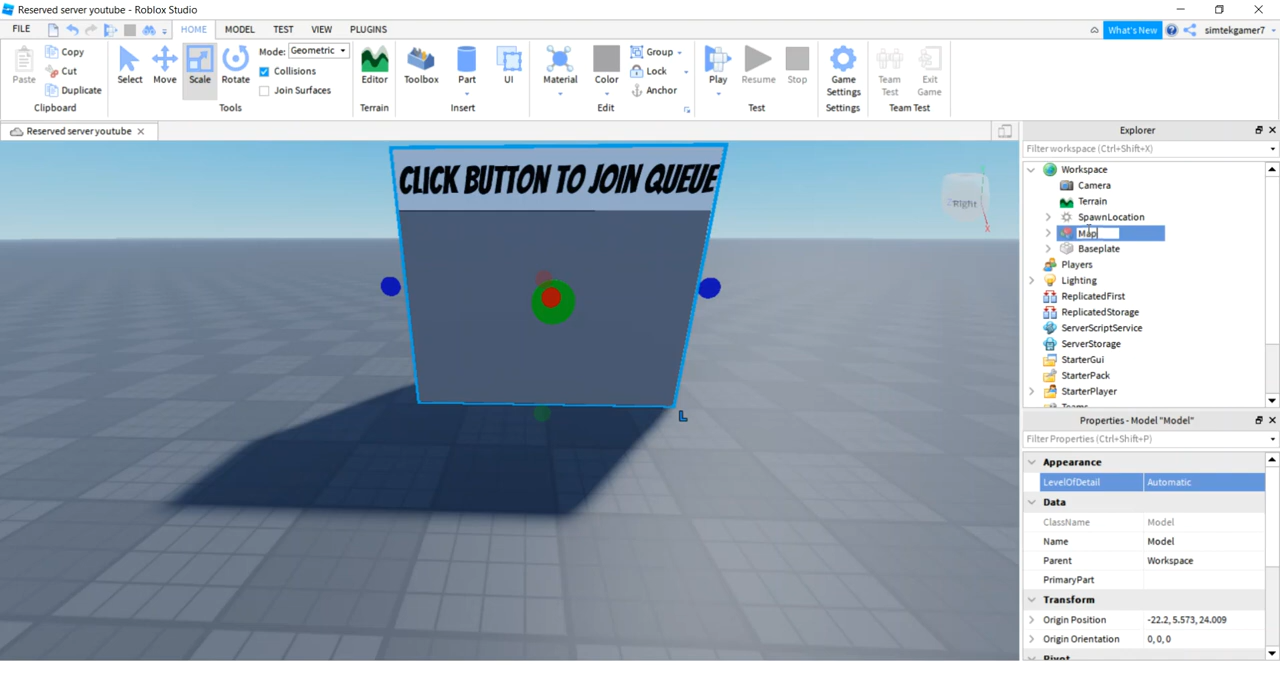 Reserved server youtube - Roblox Studio
FILE HOME MODEL TEST VIEW PLUGINS What's New simtekgamer7
Paste Copy Cut Duplicate Clipboard
Select Move Scale Rotate Mode: Geometric Collisions Join Surfaces Tools
Editor Terrain
Toolbox Part UI Insert
Material Color Group Lock Anchor Edit
Play Resume Stop Test
Game Settings Settings
Team Test Exit Game Team Test
Reserved server youtube
CLICK BUTTON TO JOIN QUEUE
Right
X
L
Explorer
Filter workspace (Ctrl+Shift+X)
Workspace
Camera
Terrain
SpawnLocation
Map
Baseplate
Players
Lighting
ReplicatedFirst
ReplicatedStorage
ServerScriptService
ServerStorage
StarterGui
StarterPack
StarterPlayer
Teams
Properties - Model "Model"
Filter Properties (Ctrl+Shift+P)
Appearance
LevelOfDetail Automatic
Data
ClassName Model
Name Model
Parent Workspace
PrimaryPart
Transform
Origin Position -22.2, 5.573, 24.009
Origin Orientation 0, 0, 0
Pivot